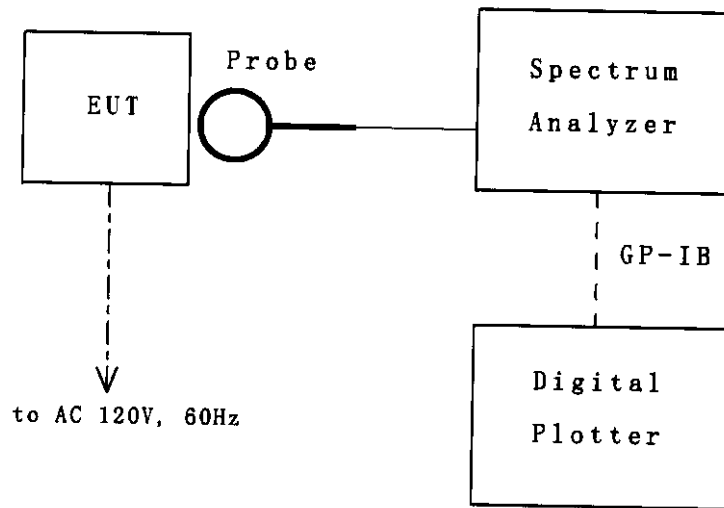 Probe
EUT
Spectrum
Analyzer
GP-IB
to AC 120V, 60Hz
Digital
Plotter